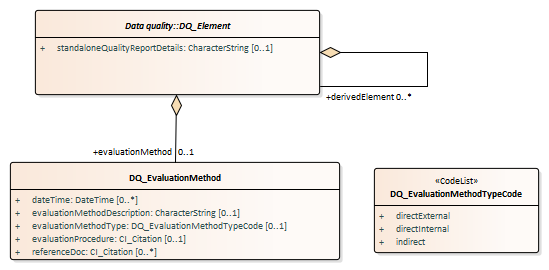 Data quality::DQ_Element
+ standaloneQualityReportDetails: CharacterString [0..1]
+derivedElement 0..*
+evaluationMethod 0..1
DQ_EvaluationMethod
+ dateTime: DateTime [0..*]
+ evaluationMethodDescription: CharacterString [0..1]
+ evaluationMethodType: DQ_EvaluationMethodTypeCode [0..1]
+ evaluationProcedure: CI_Citation [0..1]
+ referenceDoc: CI_Citation [0..*]
«CodeList»
DQ_EvaluationMethodTypeCode
+ directExternal
+ directInternal
+ indirect